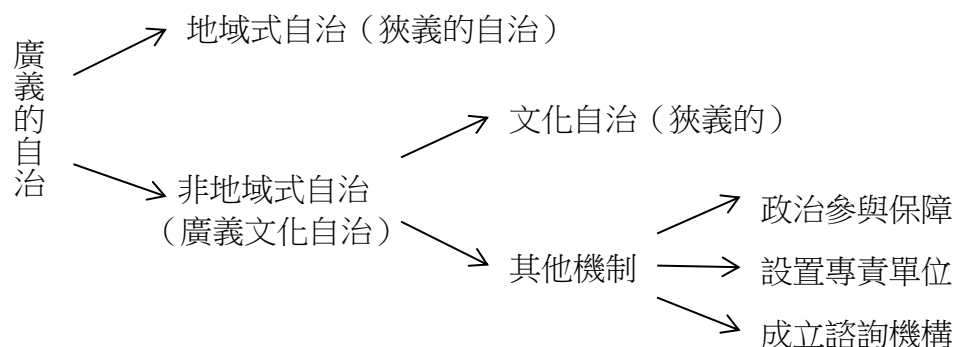 廣義的自治
地域式自治（狹義的自治）
非地域式自治
（廣義文化自治）
文化自治（狹義的）
其他機制
政治參與保障
設置專責單位
成立諮詢機構